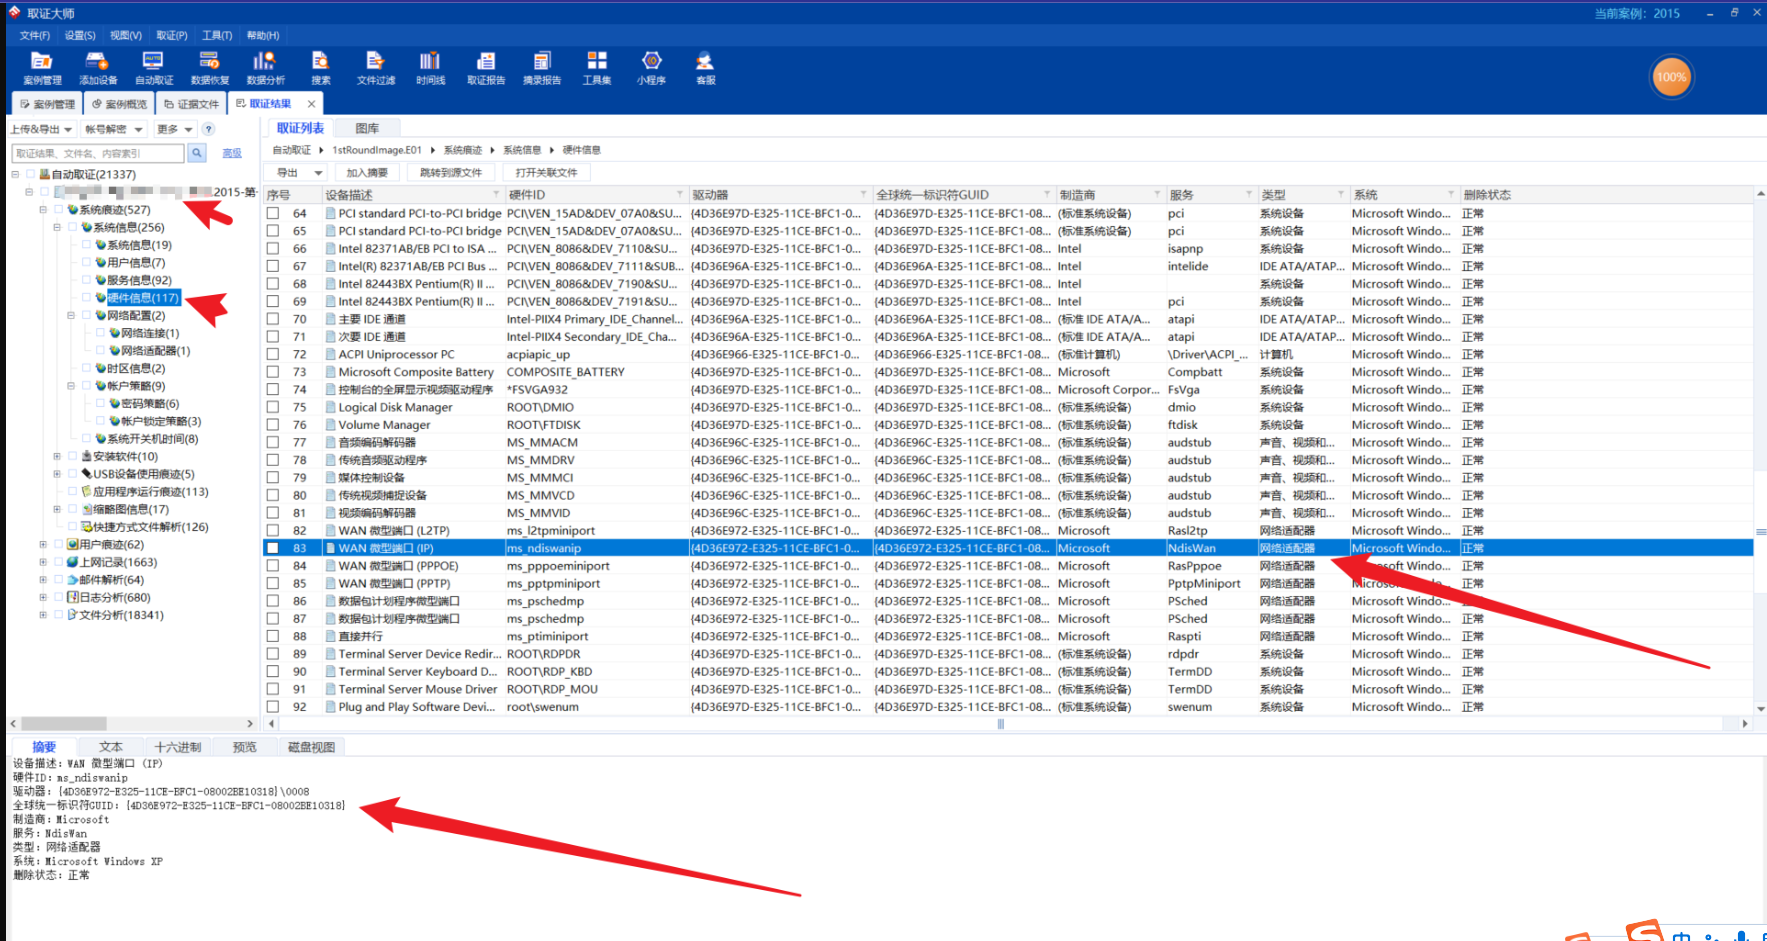 取证大师
当前案例：2015
文件(F) 设置(S) 视图(V) 取证(P) 工具(T) 帮助(H)
案例管理 添加设备 自动取证 数据恢复 数据分析 搜索 文件过滤 时间线 取证报告 摘录报告 工具集 小程序 客服
100%
案例管理 案例概览 证据文件 取证结果
上传&导出 帐号解密 更多 ?
取证结果、文件名、内容索引 高级
自动取证(21337)
2015-第
系统痕迹(527)
系统信息(256)
系统信息(19)
用户信息(7)
服务信息(92)
硬件信息(117)
网络配置(2)
网络连接(1)
网络适配器(1)
时区信息(2)
帐户策略(9)
密码策略(6)
帐户锁定策略(3)
系统开关机时间(8)
安装软件(10)
USB设备使用痕迹(5)
应用程序运行痕迹(113)
缩略图信息(17)
快捷方式文件解析(126)
用户痕迹(62)
上网记录(1663)
邮件解析(64)
日志分析(680)
文件分析(18341)
取证列表 图库
自动取证 1stRoundImage.E01 系统痕迹 系统信息 硬件信息
导出 加入摘要 跳转到源文件 打开关联文件
序号 设备描述 硬件ID 驱动器 全球统一标识符GUID 制造商 服务 类型 系统 删除状态
64 PCI standard PCI-to-PCI bridge PCI\VEN_15AD&DEV_07A0&SU... {4D36E97D-E325-11CE-BFC1-0... {4D36E97D-E325-11CE-BFC1-08... (标准系统设备) pci 系统设备 Microsoft Windo... 正常
65 PCI standard PCI-to-PCI bridge PCI\VEN_15AD&DEV_07A0&SU... {4D36E97D-E325-11CE-BFC1-0... {4D36E97D-E325-11CE-BFC1-08... (标准系统设备) pci 系统设备 Microsoft Windo... 正常
66 Intel 82371AB/EB PCI to ISA ... PCI\VEN_8086&DEV_7110&SU... {4D36E97D-E325-11CE-BFC1-0... {4D36E97D-E325-11CE-BFC1-08... Intel isapnp 系统设备 Microsoft Windo... 正常
67 Intel(R) 82371AB/EB PCI Bus ... PCI\VEN_8086&DEV_7111&SUB... {4D36E96A-E325-11CE-BFC1-0... {4D36E96A-E325-11CE-BFC1-08... Intel intelide IDE ATA/ATAP... Microsoft Windo... 正常
68 Intel 82443BX Pentium(R) II ... PCI\VEN_8086&DEV_7190&SU... {4D36E97D-E325-11CE-BFC1-0... {4D36E97D-E325-11CE-BFC1-08... Intel 系统设备 Microsoft Windo... 正常
69 Intel 82443BX Pentium(R) II ... PCI\VEN_8086&DEV_7191&SU... {4D36E97D-E325-11CE-BFC1-0... {4D36E97D-E325-11CE-BFC1-08... Intel pci 系统设备 Microsoft Windo... 正常
70 主要 IDE 通道 Intel-PIIX4 Primary_IDE_Channel... {4D36E96A-E325-11CE-BFC1-0... {4D36E96A-E325-11CE-BFC1-08... (标准 IDE ATA/A... atapi IDE ATA/ATAP... Microsoft Windo... 正常
71 次要 IDE 通道 Intel-PIIX4 Secondary_IDE_Cha... {4D36E96A-E325-11CE-BFC1-0... {4D36E96A-E325-11CE-BFC1-08... (标准 IDE ATA/A... atapi IDE ATA/ATAP... Microsoft Windo... 正常
72 ACPI Uniprocessor PC acpiapic_up {4D36E966-E325-11CE-BFC1-0... {4D36E966-E325-11CE-BFC1-08... (标准计算机) \Driver\ACPI_... 计算机 Microsoft Windo... 正常
73 Microsoft Composite Battery COMPOSITE_BATTERY {4D36E97D-E325-11CE-BFC1-0... {4D36E97D-E325-11CE-BFC1-08... Microsoft Compbatt 系统设备 Microsoft Windo... 正常
74 控制台的全屏显示视频驱动程序 *FSVGA932 {4D36E97D-E325-11CE-BFC1-0... {4D36E97D-E325-11CE-BFC1-08... Microsoft Corpor... FsVga 系统设备 Microsoft Windo... 正常
75 Logical Disk Manager ROOT\DMIO {4D36E97D-E325-11CE-BFC1-0... {4D36E97D-E325-11CE-BFC1-08... (标准系统设备) dmio 系统设备 Microsoft Windo... 正常
76 Volume Manager ROOT\FTDISK {4D36E97D-E325-11CE-BFC1-0... {4D36E97D-E325-11CE-BFC1-08... (标准系统设备) ftdisk 系统设备 Microsoft Windo... 正常
77 音频编码解码器 MS_MMACM {4D36E96C-E325-11CE-BFC1-0... {4D36E96C-E325-11CE-BFC1-08... (标准系统设备) audstub 声音、视频和... Microsoft Windo... 正常
78 传统音频驱动程序 MS_MMDRV {4D36E96C-E325-11CE-BFC1-0... {4D36E96C-E325-11CE-BFC1-08... (标准系统设备) audstub 声音、视频和... Microsoft Windo... 正常
79 媒体控制设备 MS_MMMCI {4D36E96C-E325-11CE-BFC1-0... {4D36E96C-E325-11CE-BFC1-08... (标准系统设备) audstub 声音、视频和... Microsoft Windo... 正常
80 传统视频捕捉设备 MS_MMVCD {4D36E96C-E325-11CE-BFC1-0... {4D36E96C-E325-11CE-BFC1-08... (标准系统设备) audstub 声音、视频和... Microsoft Windo... 正常
81 视频编码解码器 MS_MMVID {4D36E96C-E325-11CE-BFC1-0... {4D36E96C-E325-11CE-BFC1-08... (标准系统设备) audstub 声音、视频和... Microsoft Windo... 正常
82 WAN 微型端口 (L2TP) ms_l2tpminiport {4D36E972-E325-11CE-BFC1-0... {4D36E972-E325-11CE-BFC1-08... Microsoft Rasl2tp 网络适配器 Microsoft Windo... 正常
83 WAN 微型端口 (IP) ms_ndiswanip {4D36E972-E325-11CE-BFC1-0... {4D36E972-E325-11CE-BFC1-08... Microsoft NdisWan 网络适配器 Microsoft Windo... 正常
84 WAN 微型端口 (PPPOE) ms_pppoeminiport {4D36E972-E325-11CE-BFC1-0... {4D36E972-E325-11CE-BFC1-08... Microsoft RasPppoe 网络适配器 Windo... 正常
85 WAN 微型端口 (PPTP) ms_pptpminiport {4D36E972-E325-11CE-BFC1-0... {4D36E972-E325-11CE-BFC1-08... Microsoft PptpMiniport 网络适配器 正常
86 数据包计划程序微型端口 ms_pschedmp {4D36E972-E325-11CE-BFC1-0... {4D36E972-E325-11CE-BFC1-08... Microsoft PSched 网络适配器 Microsoft Windo...
87 数据包计划程序微型端口 ms_pschedmp {4D36E972-E325-11CE-BFC1-0... {4D36E972-E325-11CE-BFC1-08... Microsoft PSched 网络适配器 Microsoft Windo... 正常
88 直接并行 ms_ptiminiport {4D36E972-E325-11CE-BFC1-0... {4D36E972-E325-11CE-BFC1-08... Microsoft Raspti 网络适配器 Microsoft Windo... 正常
89 Terminal Server Device Redir... ROOT\RDPDR {4D36E97D-E325-11CE-BFC1-0... {4D36E97D-E325-11CE-BFC1-08... (标准系统设备) rdpdr 系统设备 Microsoft Windo... 正常
90 Terminal Server Keyboard D... ROOT\RDP_KBD {4D36E97D-E325-11CE-BFC1-0... {4D36E97D-E325-11CE-BFC1-08... (标准系统设备) TermDD 系统设备 Microsoft Windo... 正常
91 Terminal Server Mouse Driver ROOT\RDP_MOU {4D36E97D-E325-11CE-BFC1-0... {4D36E97D-E325-11CE-BFC1-08... (标准系统设备) TermDD 系统设备 Microsoft Windo... 正常
92 Plug and Play Software Devi... root\swenum {4D36E97D-E325-11CE-BFC1-0... {4D36E97D-E325-11CE-BFC1-08... (标准系统设备) swenum 系统设备 Microsoft Windo... 正常
摘要 文本 十六进制 预览 磁盘视图
设备描述：WAN 微型端口 (IP)
硬件ID：ms_ndiswanip
驱动器：{4D36E972-E325-11CE-BFC1-08002BE10318}\0008
全球统一标识符GUID：{4D36E972-E325-11CE-BFC1-08002BE10318}
制造商：Microsoft
服务：NdisWan
类型：网络适配器
系统：Microsoft Windows XP
删除状态：正常
中